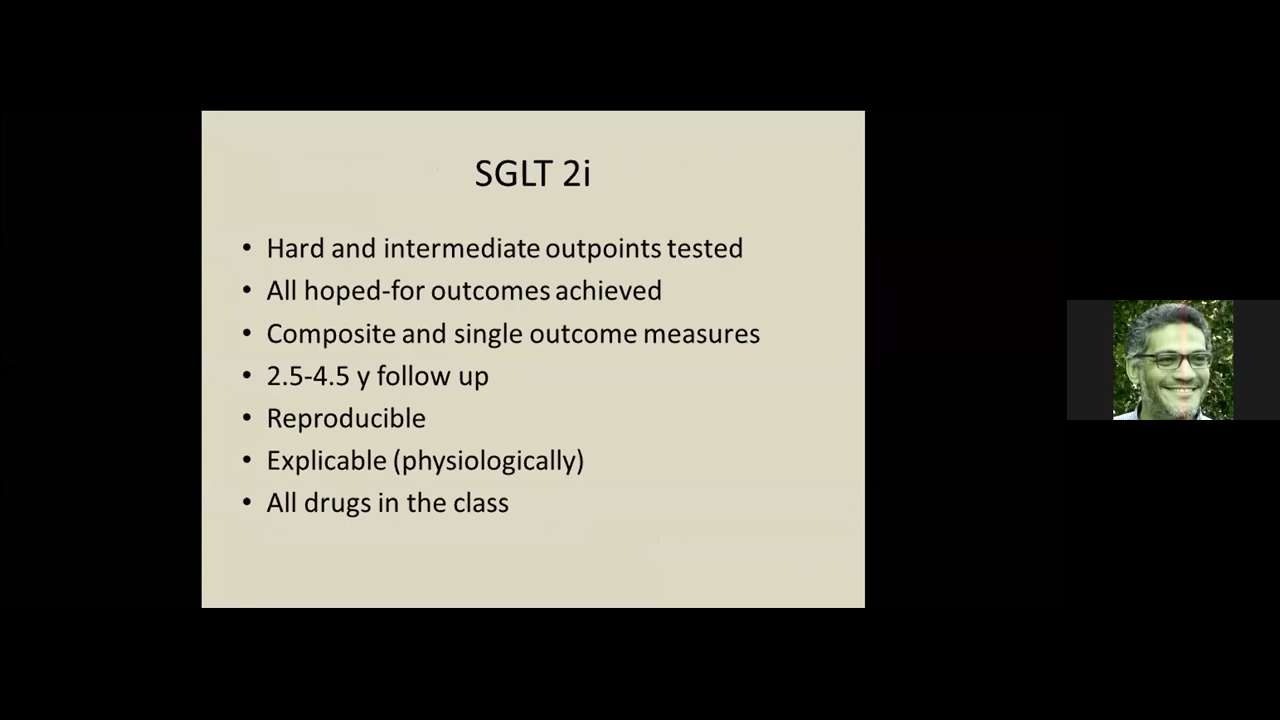 SGLT 2i
• Hard and intermediate outpoints tested
• All hoped-for outcomes achieved
• Composite and single outcome measures
• 2.5-4.5 y follow up
• Reproducible
• Explicable (physiologically)
• All drugs in the class